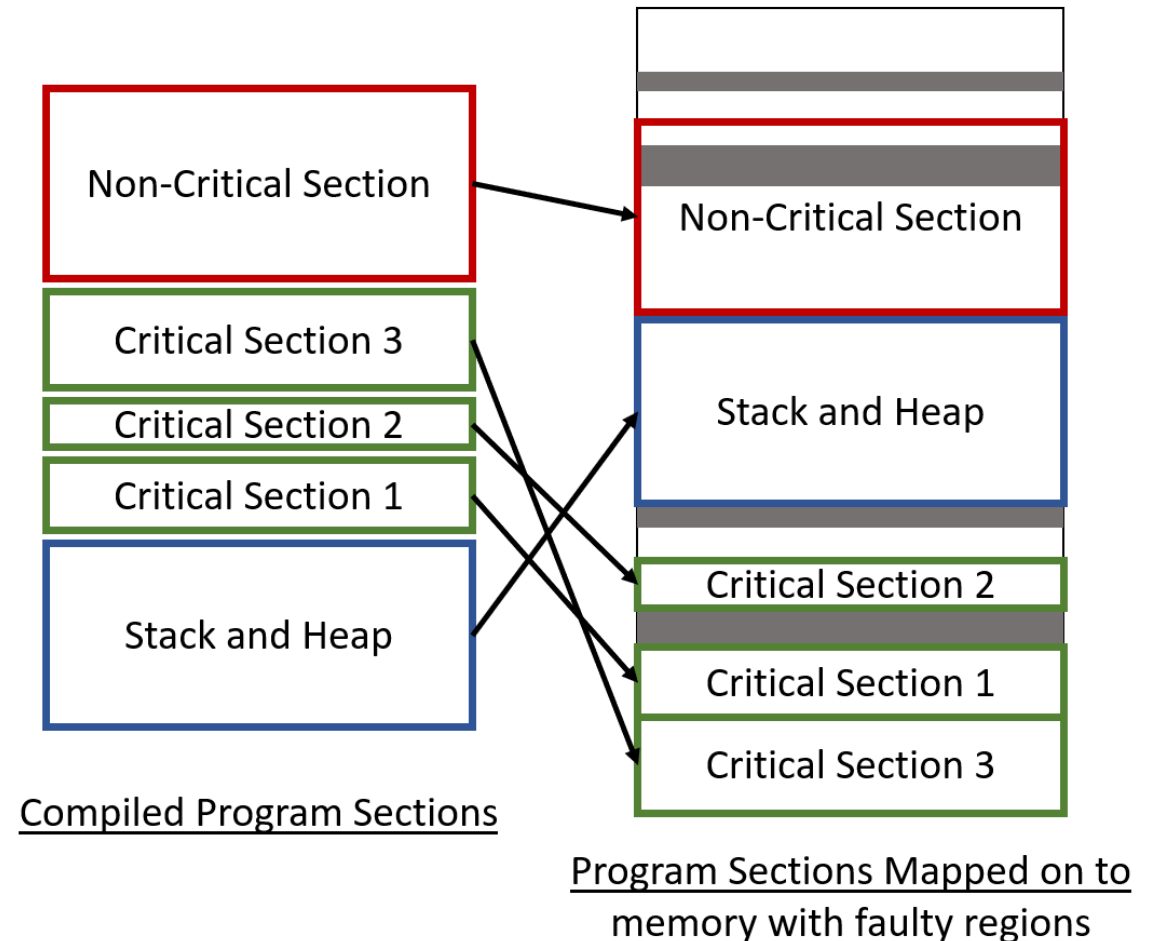 Non-Critical Section
Critical Section 3
Critical Section 2
Critical Section 1
Stack and Heap
Compiled Program Sections
Non-Critical Section
Stack and Heap
Critical Section 2
Critical Section 1
Critical Section 3
Program Sections Mapped on to
memory with faulty regions